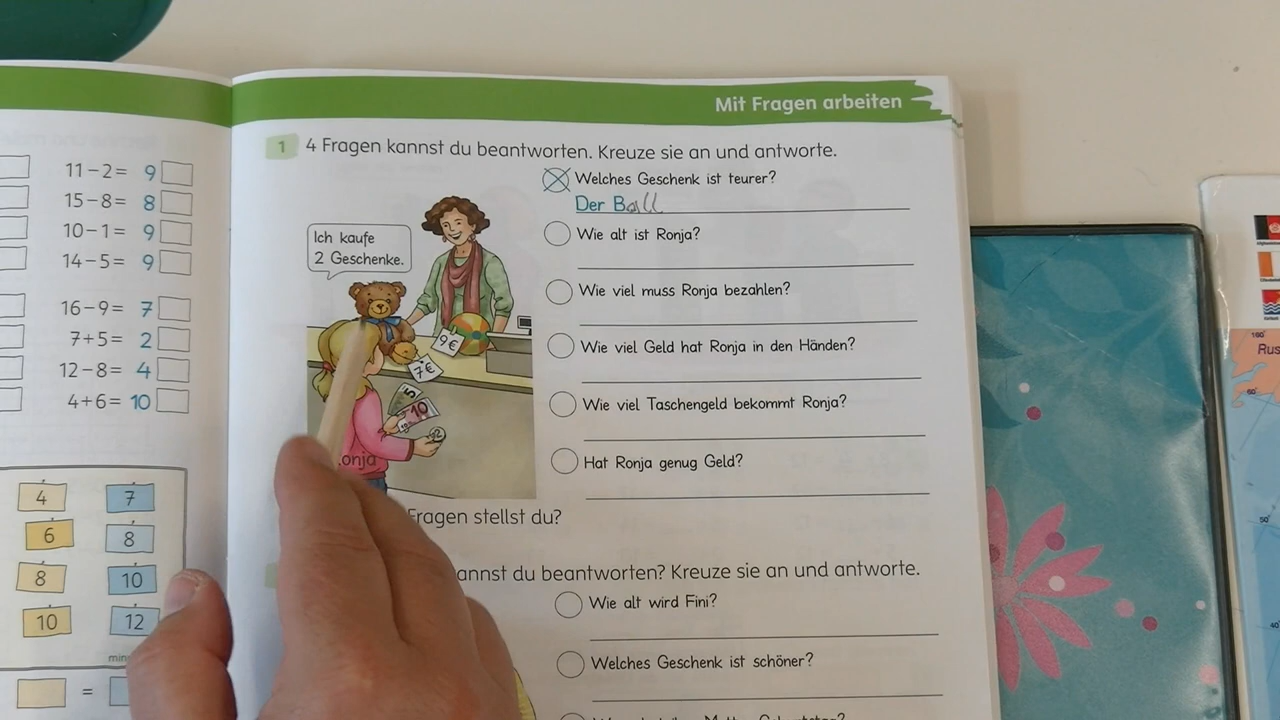 Mit Fragen arbeiten
1 4 Fragen kannst du beantworten. Kreuze sie an und antworte.
Welches Geschenk ist teurer?
Der Ball
Wie alt ist Ronja?
Wie viel muss Ronja bezahlen?
Wie viel Geld hat Ronja in den Händen?
Wie viel Taschengeld bekommt Ronja?
Hat Ronja genug Geld?
Ich kaufe
2 Geschenke.
9€
7€
5
10
2
onja
Fragen stellst du?
annst du beantworten? Kreuze sie an und antworte.
Wie alt wird Fini?
Welches Geschenk ist schöner?
11 – 2 = 9
15 – 8 = 8
10 – 1 = 9
14 – 5 = 9
16 – 9 = 7
7 + 5 = 2
12 – 8 = 4
4 + 6 = 10
4 7
6 8
8 10
10 12
=
Rus